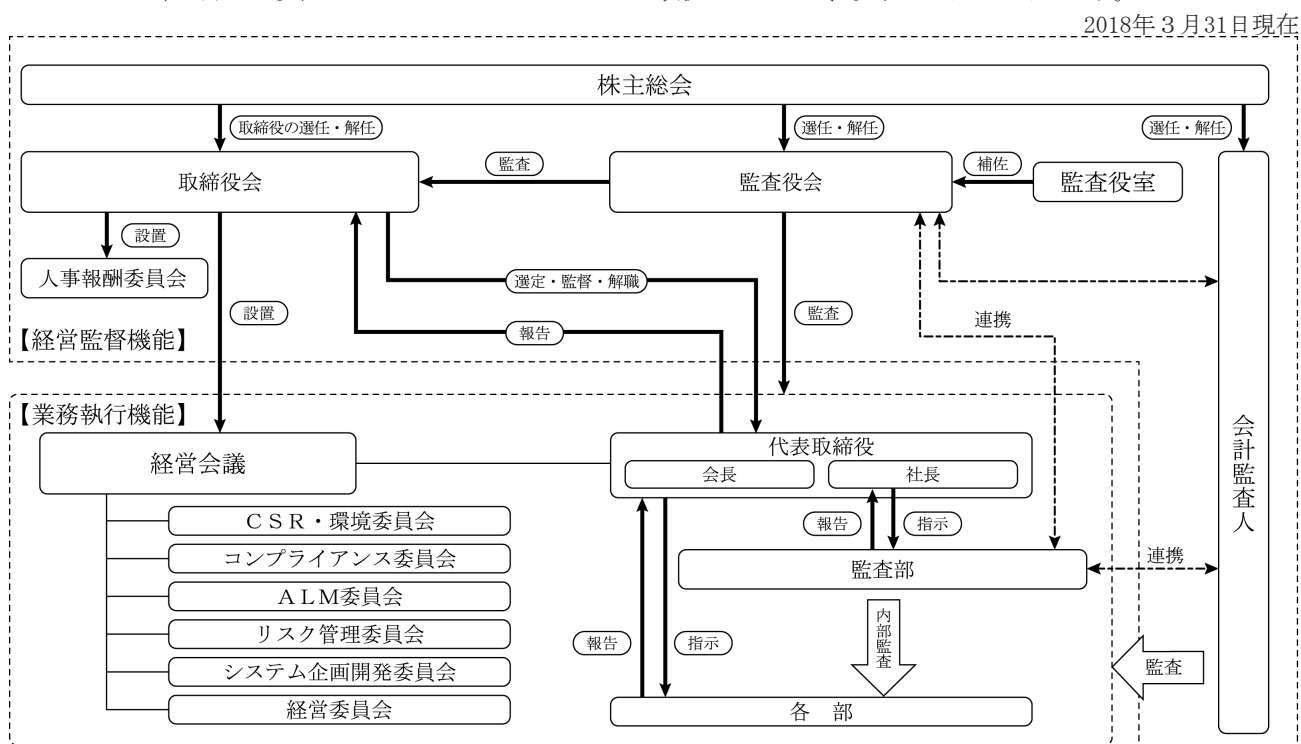 2018年３月31日現在
株主総会
取締役の選任・解任
選任・解任
選任・解任
取締役会
監査
監査役会
補佐
監査役室
設置
人事報酬委員会
設置
選定・監督・解職
報告
監査
連携
【経営監督機能】
【業務執行機能】
経営会議
代表取締役
会長
社長
ＣＳＲ・環境委員会
コンプライアンス委員会
ＡＬＭ委員会
リスク管理委員会
システム企画開発委員会
経営委員会
報告
指示
監査部
連携
内部監査
報告
指示
各　部
監査
会計監査人